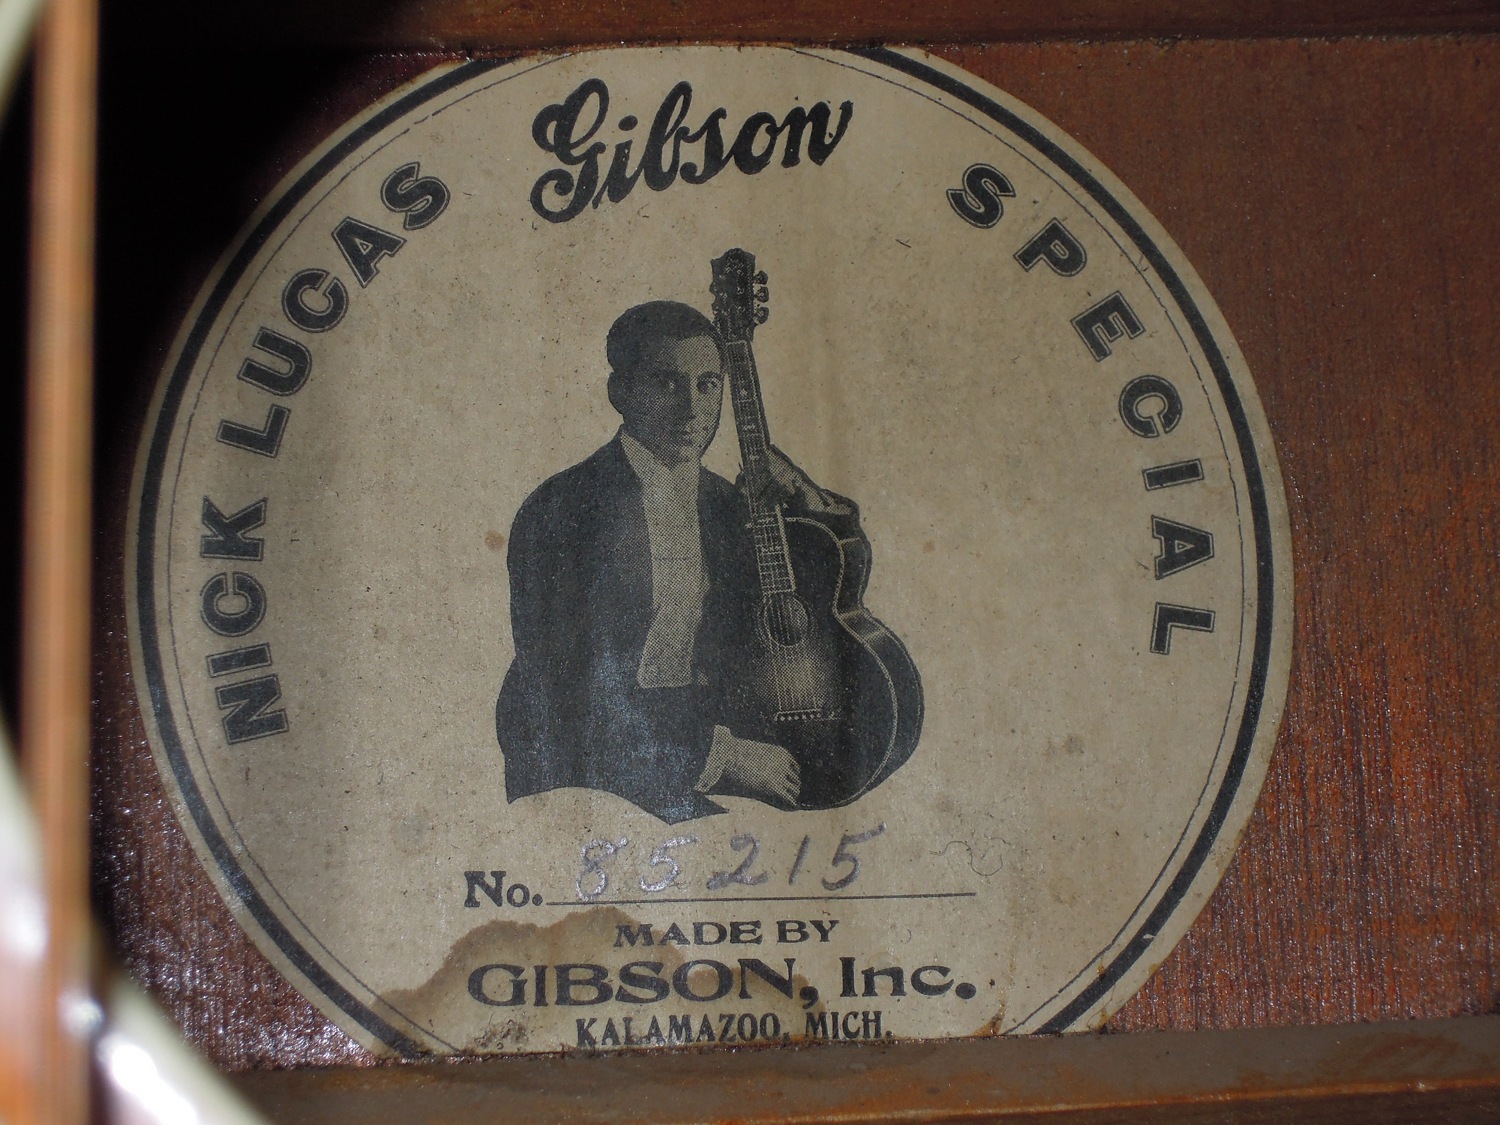 Gibson
NICK LUCAS SPECIAL
No. 85215
MADE BY
GIBSON, Inc.
KALAMAZOO, MICH.